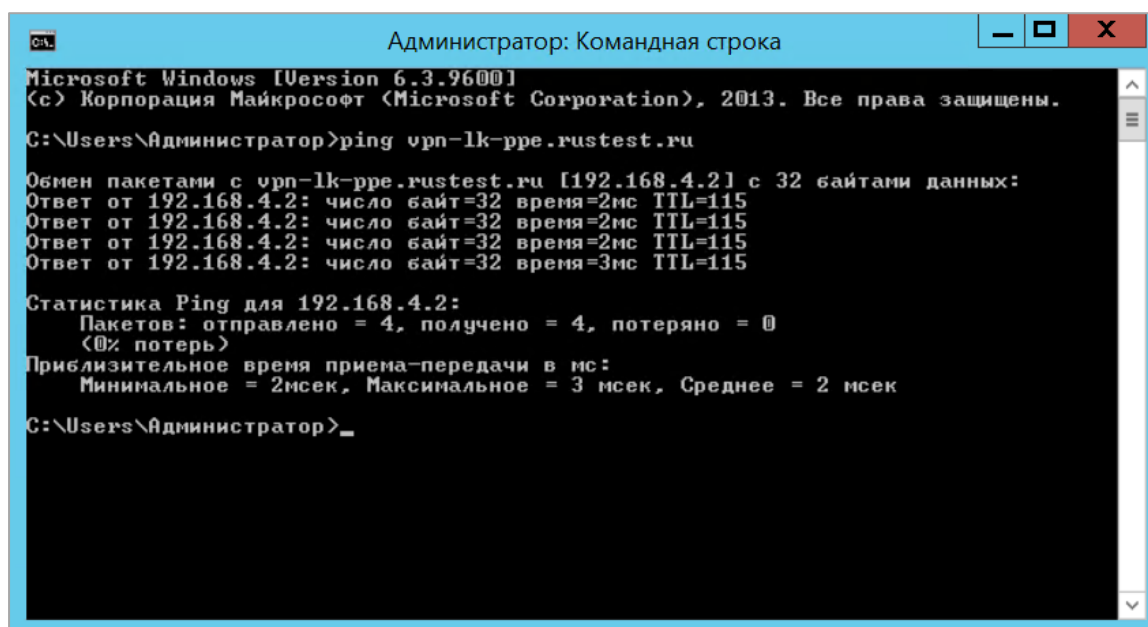 Администратор: Командная строка
Microsoft Windows [Version 6.3.9600]
(c) Корпорация Майкрософт (Microsoft Corporation), 2013. Все права защищены.
C:\Users\Администратор>ping vpn-lk-ppe.rustest.ru
Обмен пакетами с vpn-lk-ppe.rustest.ru [192.168.4.2] с 32 байтами данных:
Ответ от 192.168.4.2: число байт=32 время=2мс TTL=115
Ответ от 192.168.4.2: число байт=32 время=2мс TTL=115
Ответ от 192.168.4.2: число байт=32 время=2мс TTL=115
Ответ от 192.168.4.2: число байт=32 время=3мс TTL=115
Статистика Ping для 192.168.4.2:
Пакетов: отправлено = 4, получено = 4, потеряно = 0
(0% потерь)
Приблизительное время приема-передачи в мс:
Минимальное = 2мсек, Максимальное = 3 мсек, Среднее = 2 мсек
C:\Users\Администратор>_